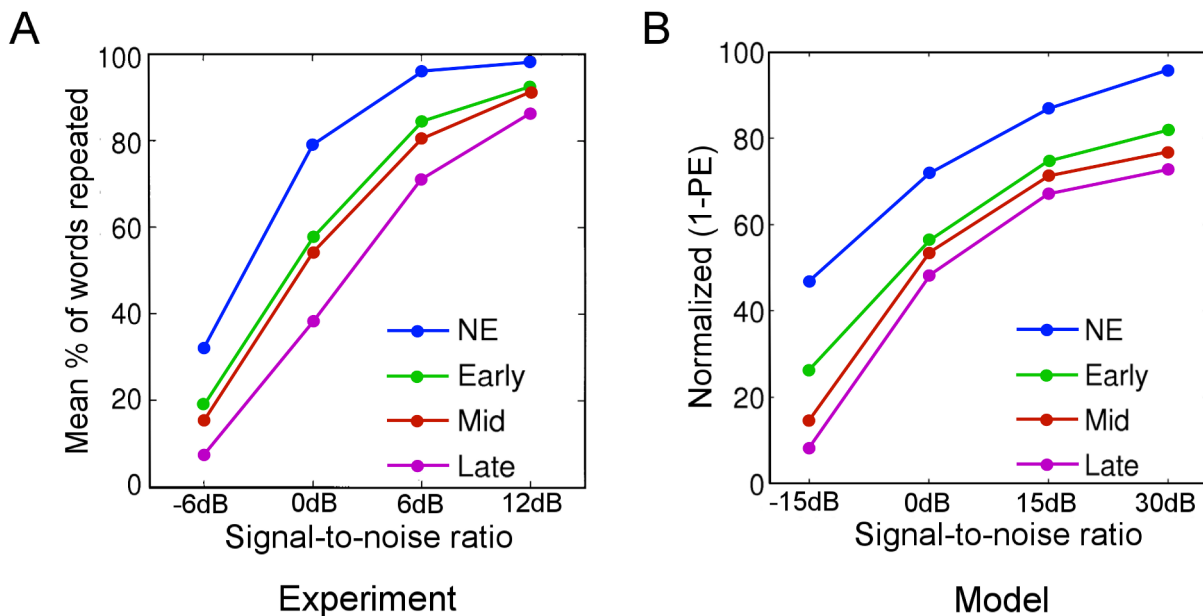 A
Mean % of words repeated
100
80
60
40
20
0
-6dB 0dB 6dB 12dB
NE
Early
Mid
Late
Signal-to-noise ratio
Experiment
B
Normalized (1-PE)
100
80
60
40
20
0
-15dB 0dB 15dB 30dB
NE
Early
Mid
Late
Signal-to-noise ratio
Model